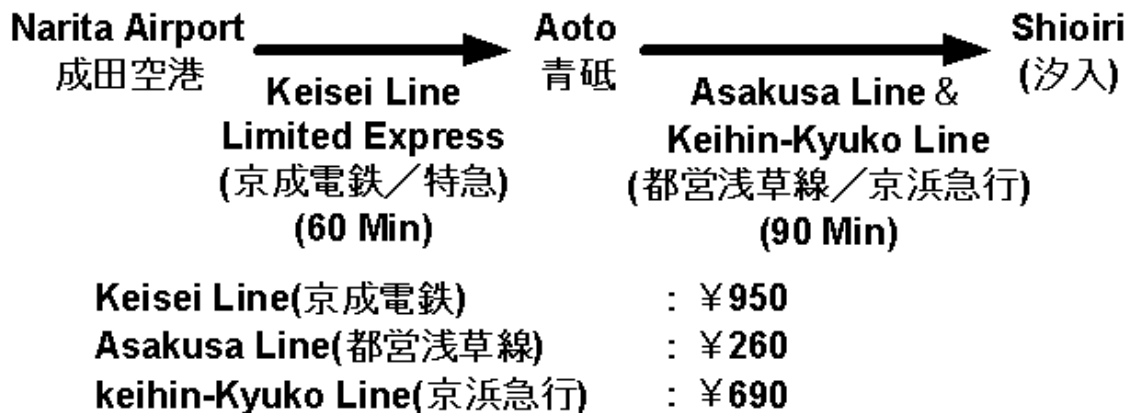 Narita Airport
成田空港
Keisei Line
Limited Express
(京成電鉄／特急)
(60 Min)
Aoto
青砥
Asakusa Line＆
Keihin-Kyuko Line
(都営浅草線／京浜急行)
(90 Min)
Shioiri
(汐入)
Keisei Line(京成電鉄) : ￥950
Asakusa Line(都営浅草線) : ￥260
keihin-Kyuko Line(京浜急行) : ￥690